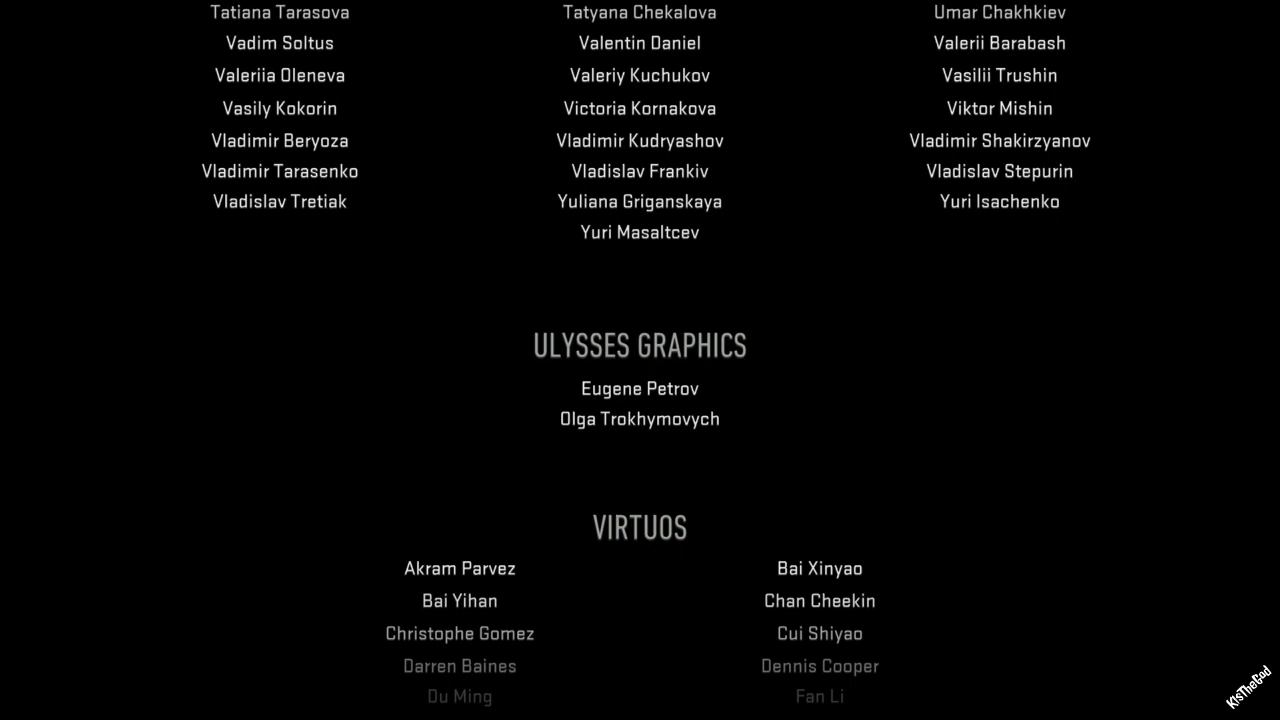 Tatiana Tarasova Tatyana Chekalova Umar Chakhkiev
Vadim Soltus Valentin Daniel Valerii Barabash
Valeriia Oleneva Valeriy Kuchukov Vasilii Trushin
Vasily Kokorin Victoria Kornakova Viktor Mishin
Vladimir Beryoza Vladimir Kudryashov Vladimir Shakirzyanov
Vladimir Tarasenko Vladislav Frankiv Vladislav Stepurin
Vladislav Tretiak Yuliana Griganskaya Yuri Isachenko
Yuri Masaltcev
ULYSSES GRAPHICS
Eugene Petrov
Olga Trokhymovych
VIRTUOS
Akram Parvez Bai Xinyao
Bai Yihan Chan Cheekin
Christophe Gomez Cui Shiyao
Darren Baines Dennis Cooper
Du Ming Fan Li
KIsTheGod